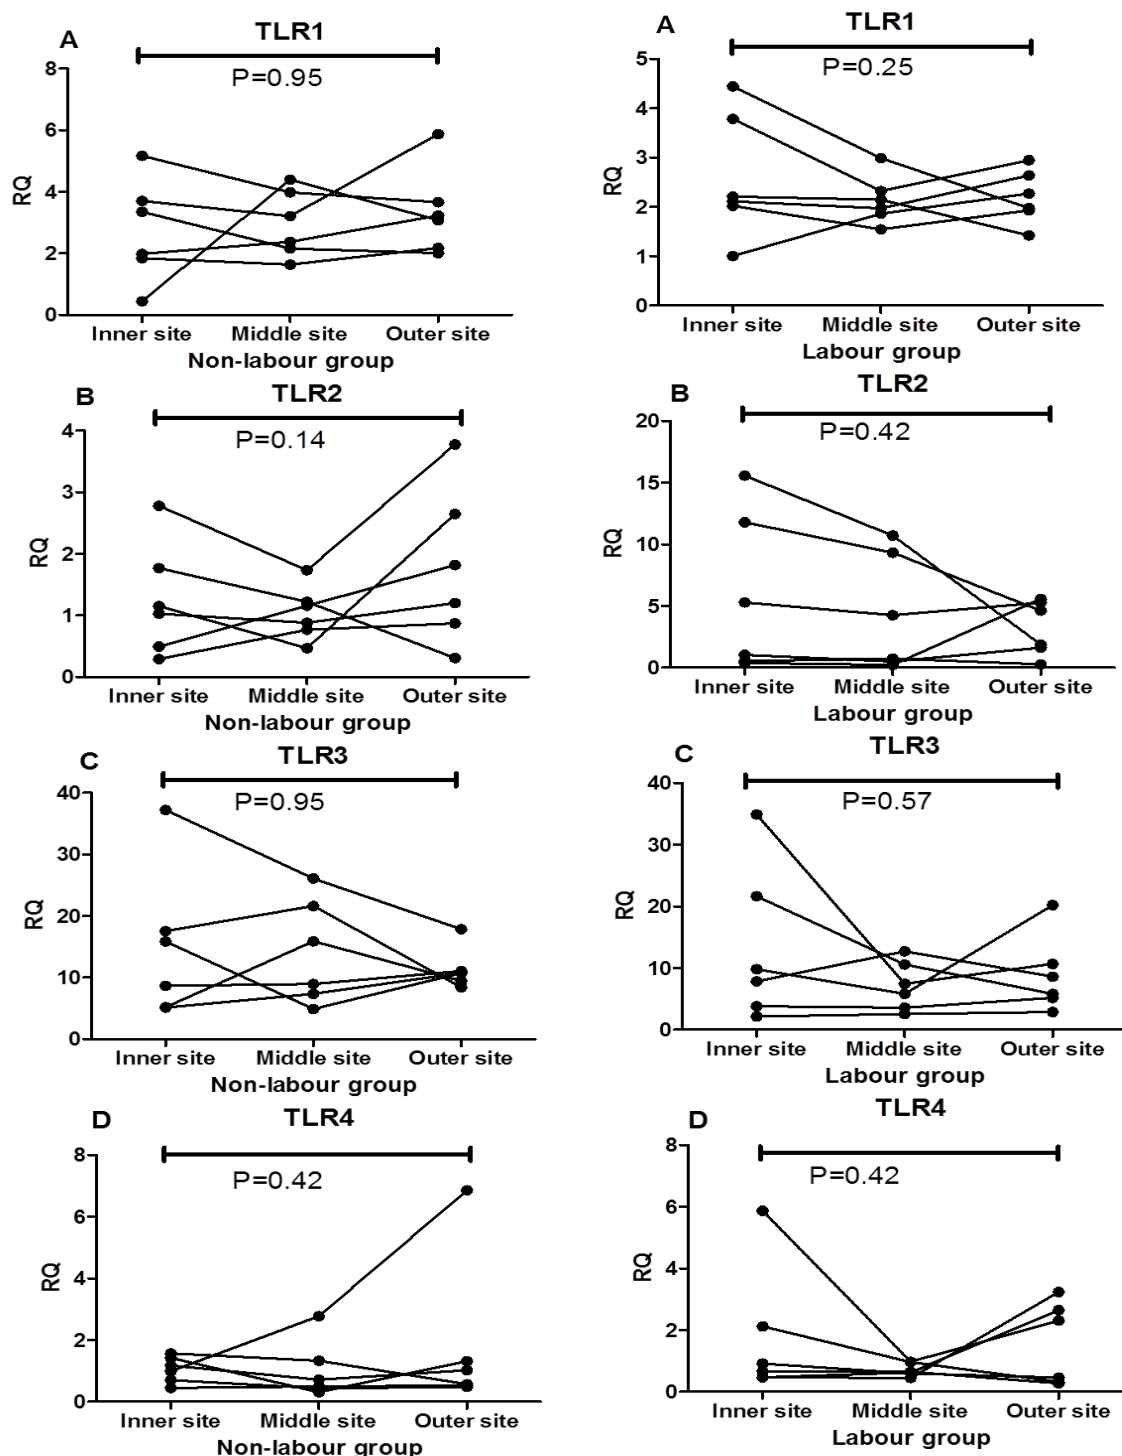 A
TLR1
P=0.95
8
6
4
2
0
RQ
Inner site Middle site Outer site
Non-labour group
A
TLR1
P=0.25
5
4
3
2
1
0
RQ
Inner site Middle site Outer site
Labour group
B
TLR2
P=0.14
4
3
2
1
0
RQ
Inner site Middle site Outer site
Non-labour group
B
TLR2
P=0.42
20
15
10
5
0
RQ
Inner site Middle site Outer site
Labour group
C
TLR3
P=0.95
40
30
20
10
0
RQ
Inner site Middle site Outer site
Non-labour group
C
TLR3
P=0.57
40
30
20
10
0
RQ
Inner site Middle site Outer site
Labour group
D
TLR4
P=0.42
8
6
4
2
0
RQ
Inner site Middle site Outer site
Non-labour group
D
TLR4
P=0.42
8
6
4
2
0
RQ
Inner site Middle site Outer site
Labour group